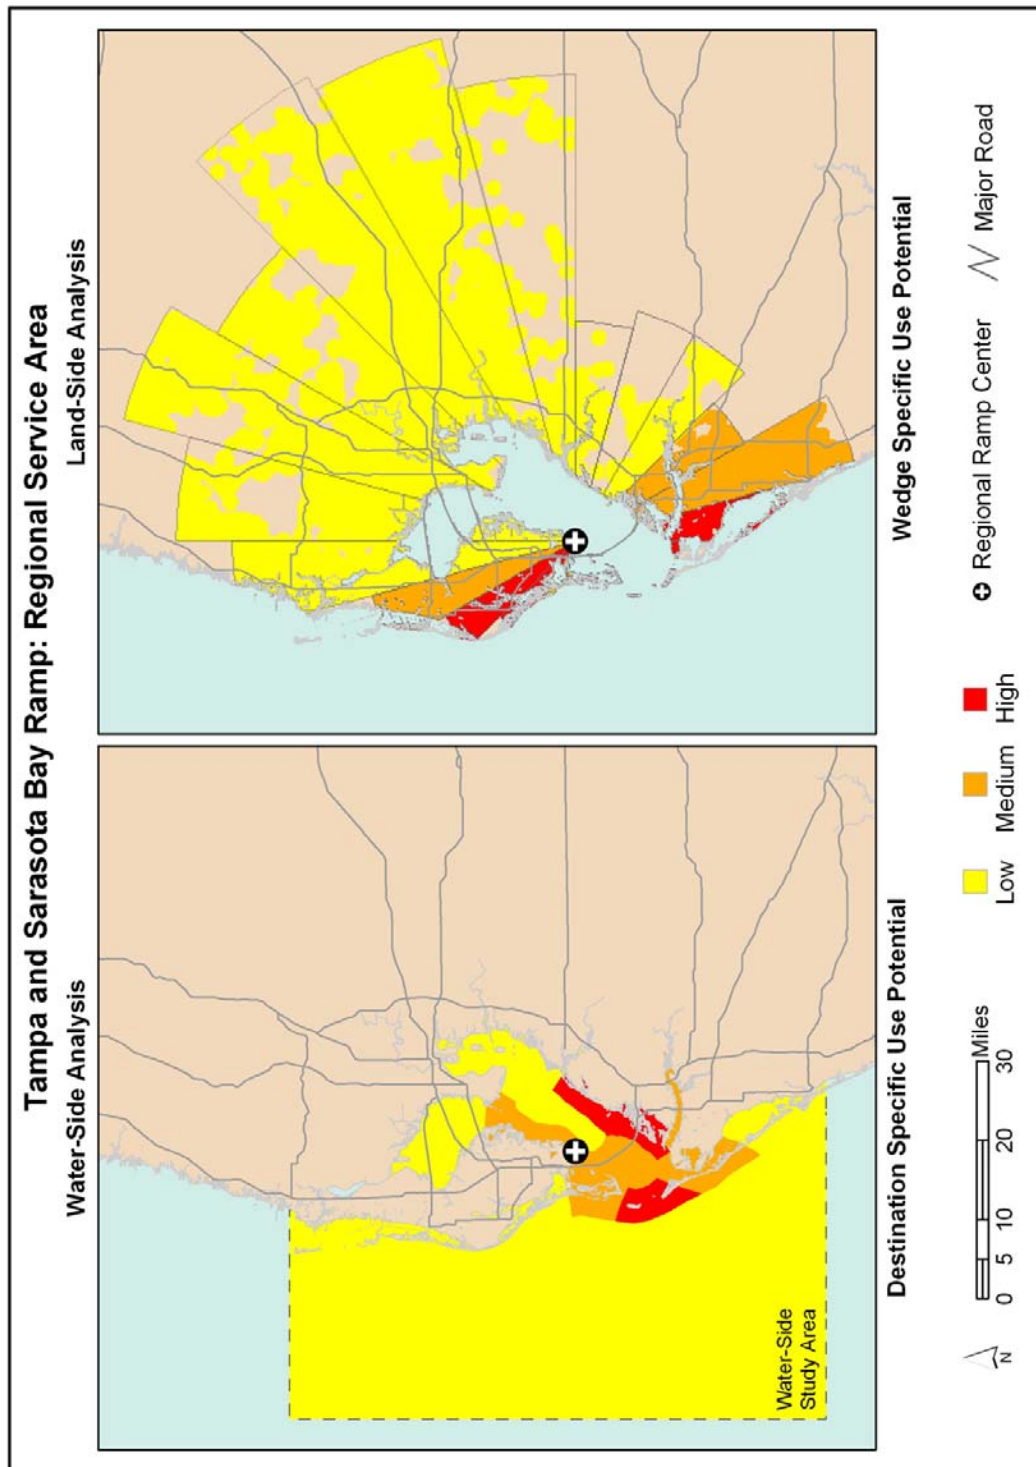 Tampa and Sarasota Bay Ramp: Regional Service Area
Water-Side Analysis
Land-Side Analysis
Water-Side
Study Area
Destination Specific Use Potential
Wedge Specific Use Potential
N
0 5 10 20 30
Miles
Low
Medium
High
Regional Ramp Center
Major Road